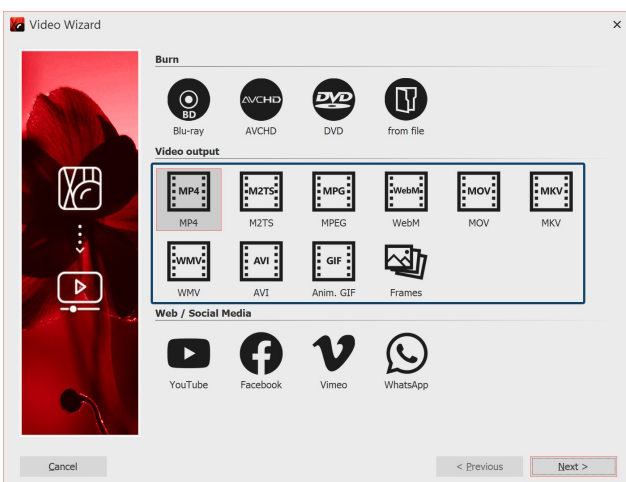 Video Wizard
Burn
BD AVCHD DVD
Blu-ray AVCHD DVD from file
Video output
MP4 M2TS MPG WebM MOV MKV
MP4 M2TS MPEG WebM MOV MKV
WMV AVI GIF
WMV AVI Anim. GIF Frames
Web / Social Media
YouTube Facebook Vimeo WhatsApp
Cancel < Previous Next >